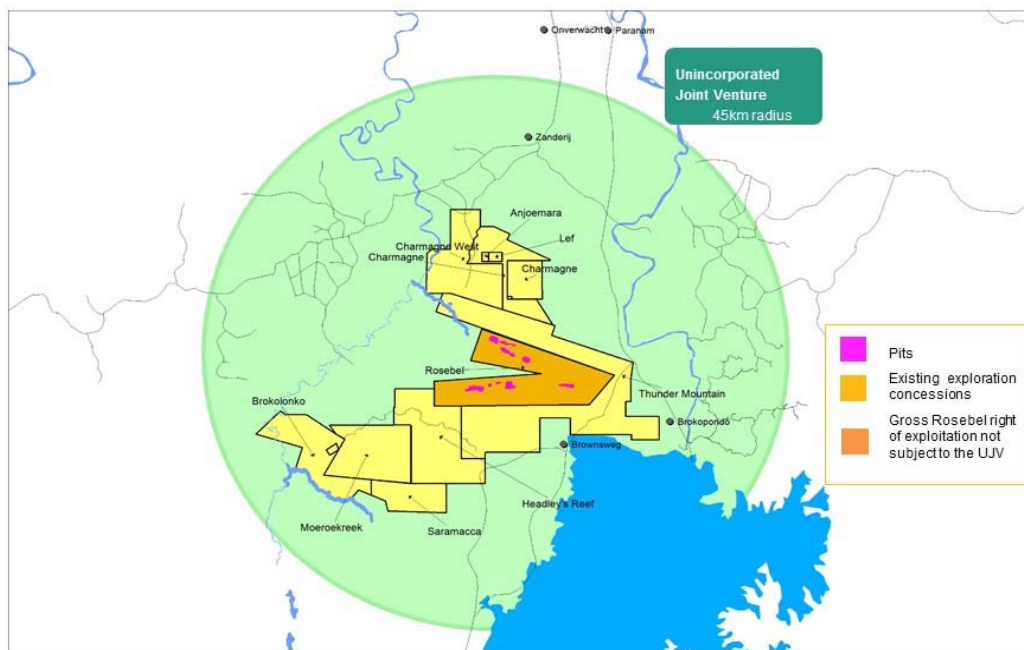 Onverwacht
Paranam
Unincorporated
Joint Venture
45km radius
Zanderij
Anjoemara
Lef
Charmagne West
Charmagne
Charmagne
Rosebel
Thunder Mountain
Brokolonko
Brokopondo
Brownsweg
Headley's Reef
Moeroekreek
Saramacca
Pits
Existing exploration
concessions
Gross Rosebel right
of exploitation not
subject to the UJV